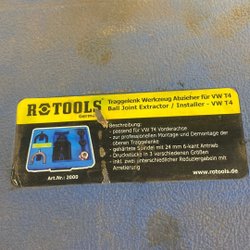 Traggelenk Werkzeug Abzieher für VW T4
Ball Joint Extractor / Installer - VW T4
ROTOOLS
Beschreibung:
- passend für VW T4 Vorderachse
- zur professionellen Montage und Demontage der
oberen Traggelenke
- gehärtete Spindel mit 24 mm 6-kant Antrieb
- Druckstück in 3 verschiedenen Größen
- inkl. zwei unterschiedlicher Reduziergabeln mit
Arretierung
Art.Nr.: 2000
www.rotools.de